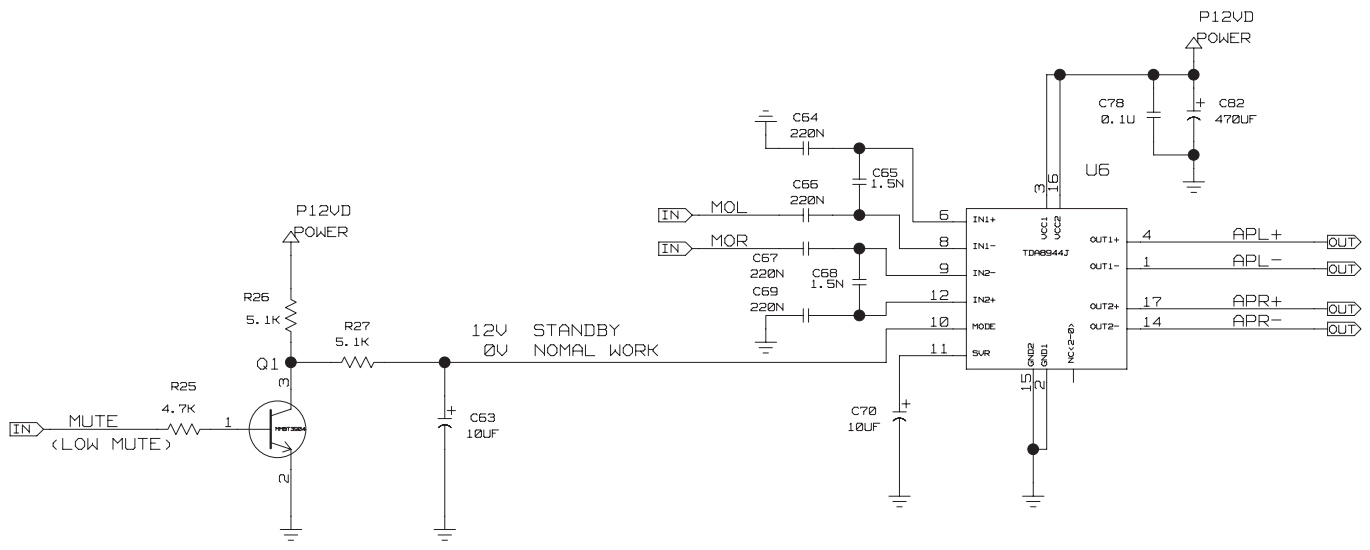 P12VD
POWER
C78
0.1U
C82
470UF
C64
220N
C65
1.5N
U6
C66
220N
IN MOL
IN MOR
C67
220N
C68
1.5N
C69
220N
3
16
VCC1
VCC2
TDA8944J
6 IN1+
8 IN1-
9 IN2-
12 IN2+
10 MODE
11 SVR
OUT1+ 4 APL+ OUT
OUT1- 1 APL- OUT
OUT2+ 17 APR+ OUT
OUT2- 14 APR- OUT
GND2
GND1
NC<2-0>
15
2
P12VD
POWER
R26
5.1K
R27
5.1K
12V STANDBY
0V NOMAL WORK
Q1
3
R25
4.7K
IN MUTE
(LOW MUTE)
1
MMBT3904
2
C63
10UF
C70
10UF
+
+
+